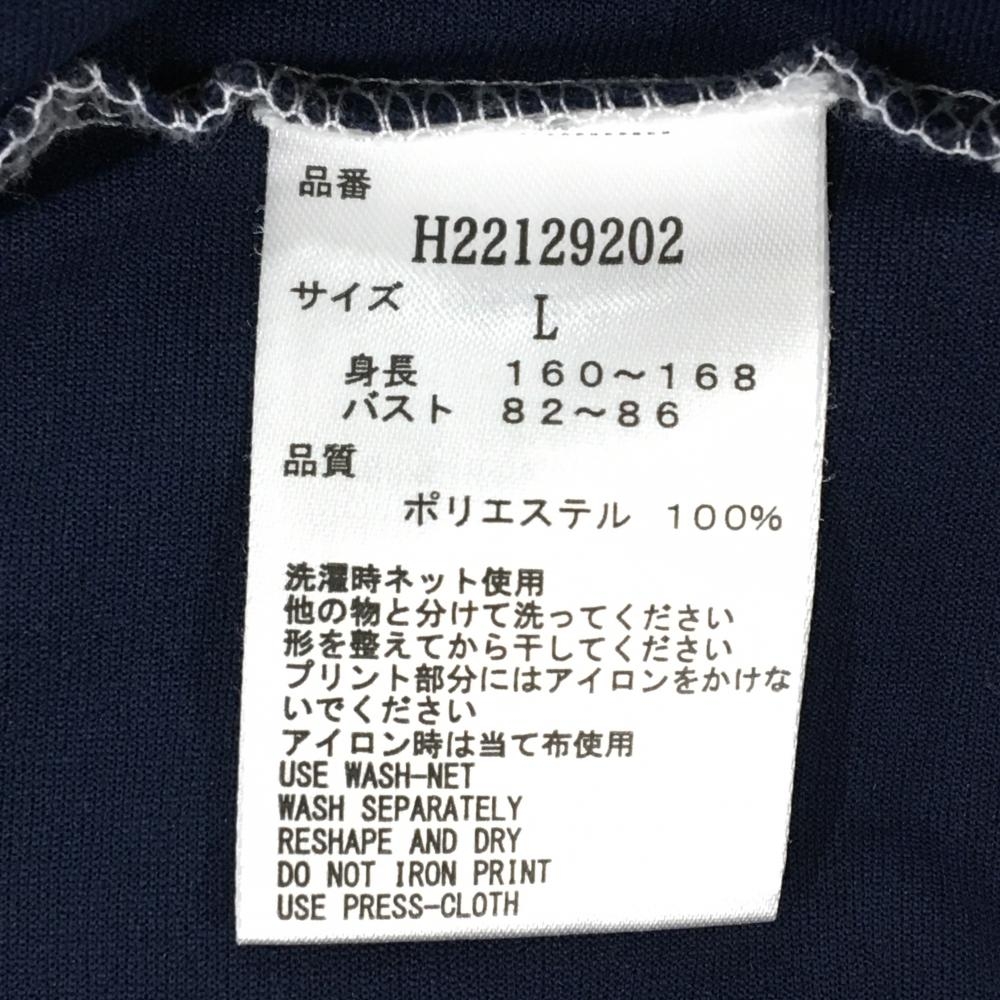 品番
H22129202
サイズ
L
身長 160〜168
バスト 82〜86
品質
ポリエステル 100%
洗濯時ネット使用
他の物と分けて洗ってください
形を整えてから干してください
プリント部分にはアイロンをかけな
いでください
アイロン時は当て布使用
USE WASH-NET
WASH SEPARATELY
RESHAPE AND DRY
DO NOT IRON PRINT
USE PRESS-CLOTH